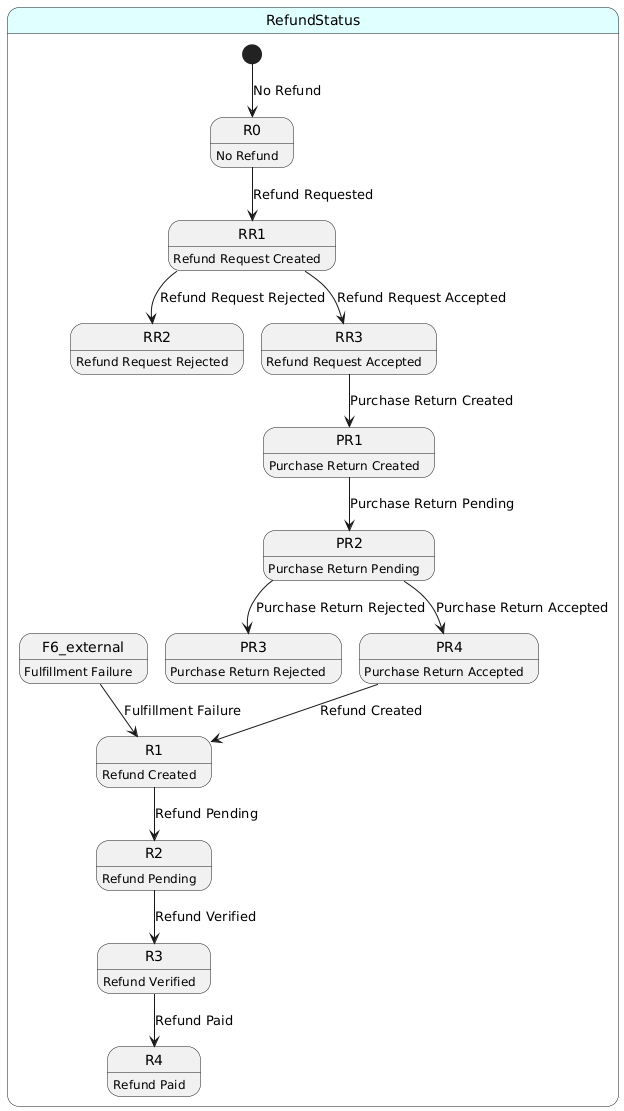 RefundStatus
No Refund
R0
No Refund
Refund Requested
RR1
Refund Request Created
Refund Request Rejected
Refund Request Accepted
RR2
Refund Request Rejected
RR3
Refund Request Accepted
Purchase Return Created
PR1
Purchase Return Created
Purchase Return Pending
PR2
Purchase Return Pending
Purchase Return Rejected
Purchase Return Accepted
F6_external
Fulfillment Failure
PR3
Purchase Return Rejected
PR4
Purchase Return Accepted
Fulfillment Failure
Refund Created
R1
Refund Created
Refund Pending
R2
Refund Pending
Refund Verified
R3
Refund Verified
Refund Paid
R4
Refund Paid